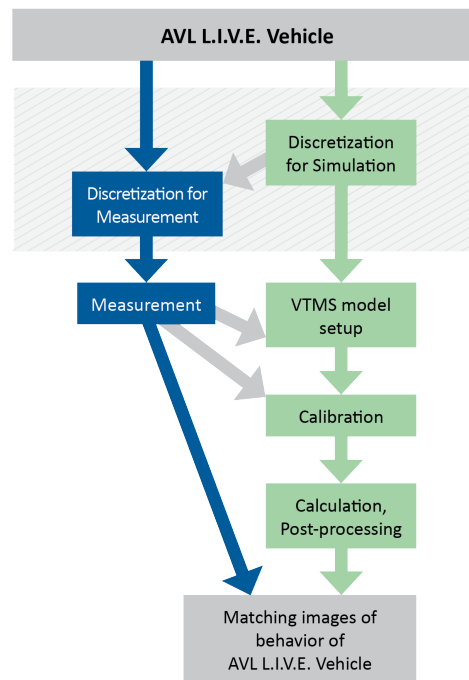 AVL L.I.V.E. Vehicle
Discretization
for Simulation
Discretization for
Measurement
Measurement
VTMS model
setup
Calibration
Calculation,
Post-processing
Matching images of
behavior of
AVL L.I.V.E. Vehicle